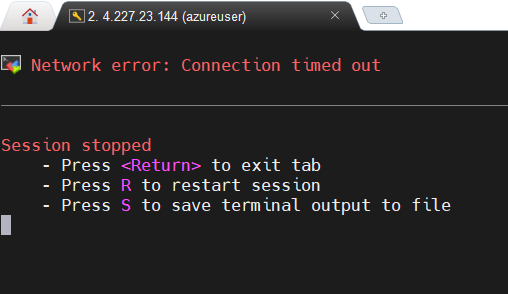 2. 4.227.23.144 (azureuser)
Network error: Connection timed out
Session stopped
- Press <Return> to exit tab
- Press R to restart session
- Press S to save terminal output to file